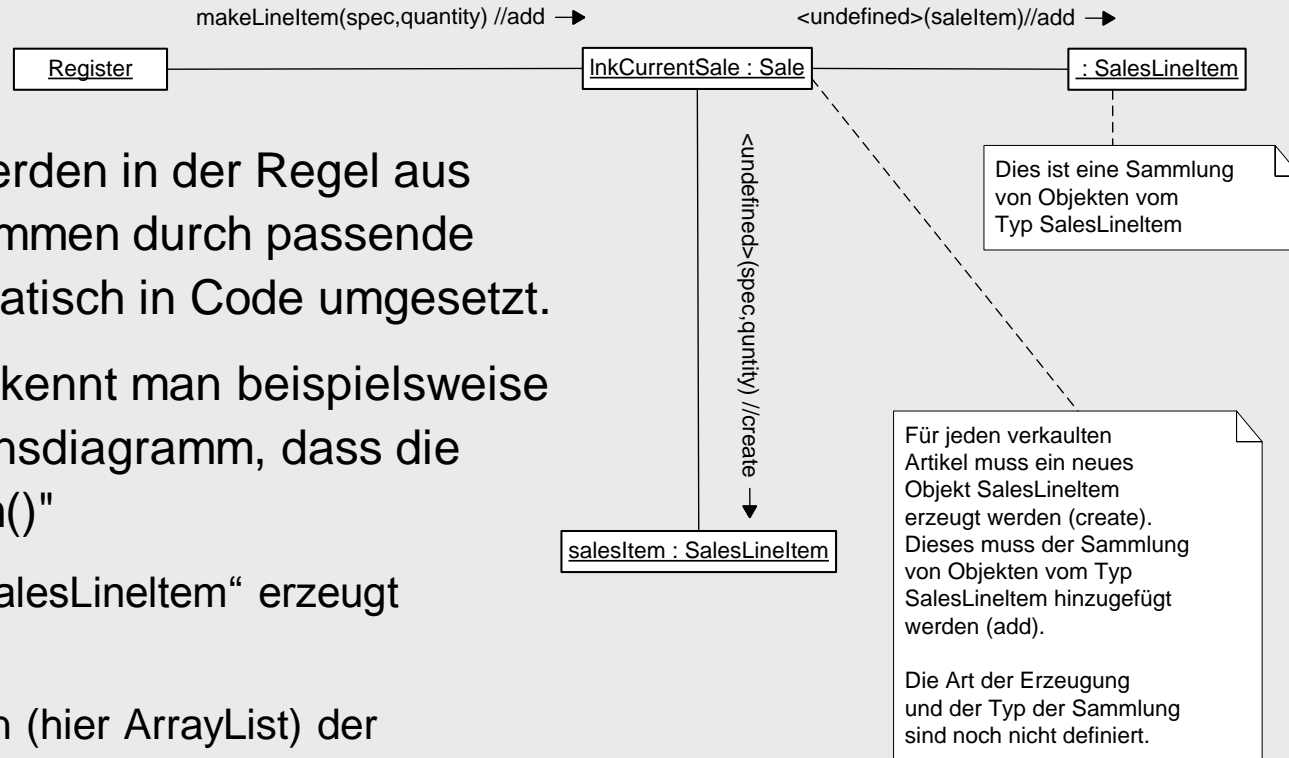 makeLineItem(spec,quantity) //add
<undefined>(saleItem)//add
Register
lnkCurrentSale : Sale
: SalesLineItem
<undefined>(spec,quntity) //create
Dies ist eine Sammlung
von Objekten vom
Typ SalesLineItem
erden in der Regel aus
mmen durch passende
atisch in Code umgesetzt.
kennt man beispielsweise
nsdiagramm, dass die
n()"
alesLineItem“ erzeugt
n (hier ArrayList) der
salesItem : SalesLineItem
Für jeden verkaulten
Artikel muss ein neues
Objekt SalesLineItem
erzeugt werden (create).
Dieses muss der Sammlung
von Objekten vom Typ
SalesLineItem hinzugefügt
werden (add).
Die Art der Erzeugung
und der Typ der Sammlung
sind noch nicht definiert.